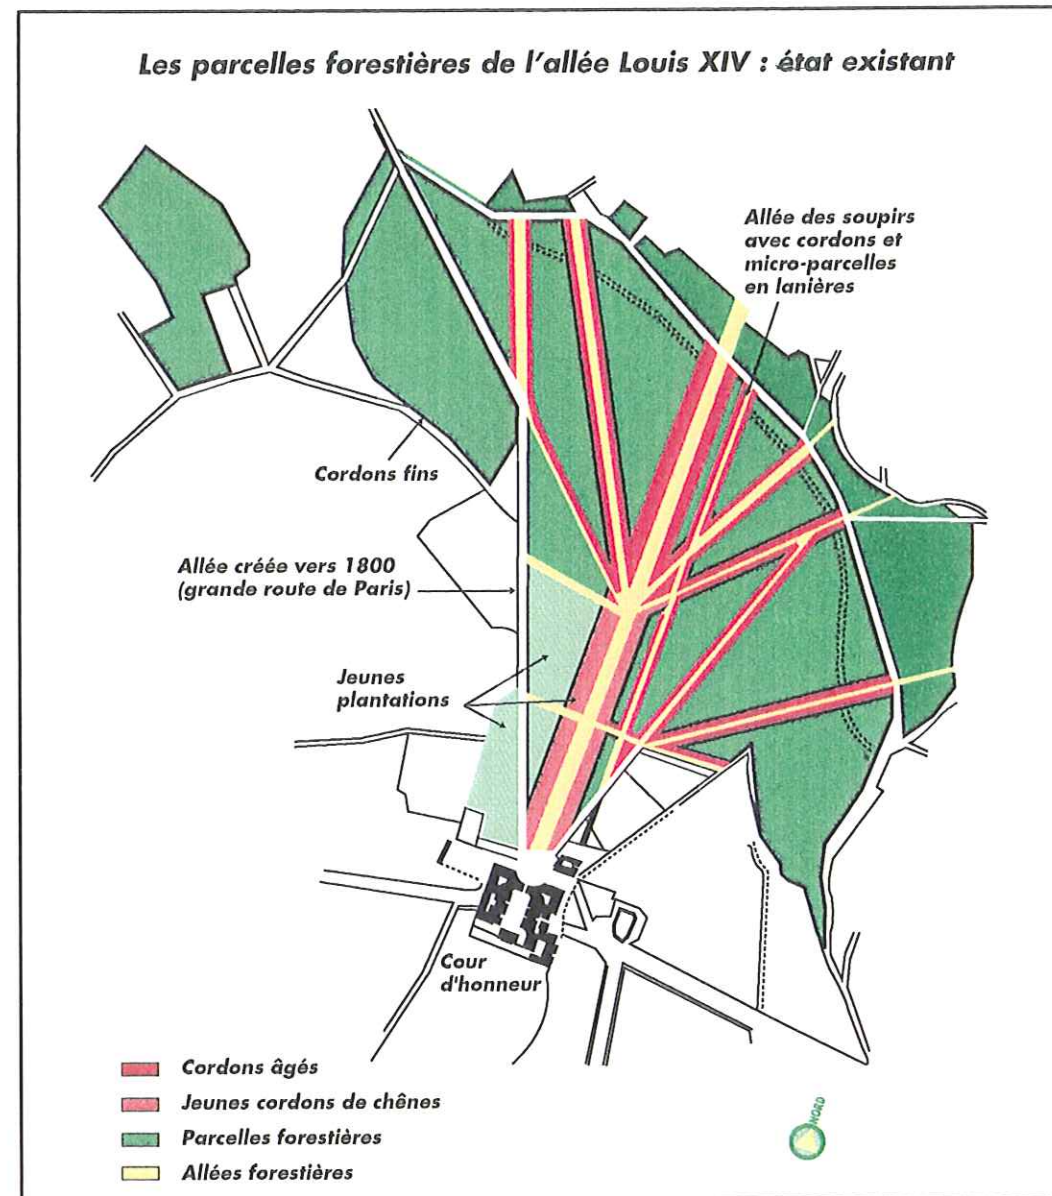 Les parcelles forestières de l'allée Louis XIV : état existant
Allée des soupirs
avec cordons et
micro-parcelles
en lanières
Cordons fins
Allée créée vers 1800
(grande route de Paris)
Jeunes
plantations
Cour
d'honneur
Cordons âgés
Jeunes cordons de chênes
Parcelles forestières
Allées forestières
NORD